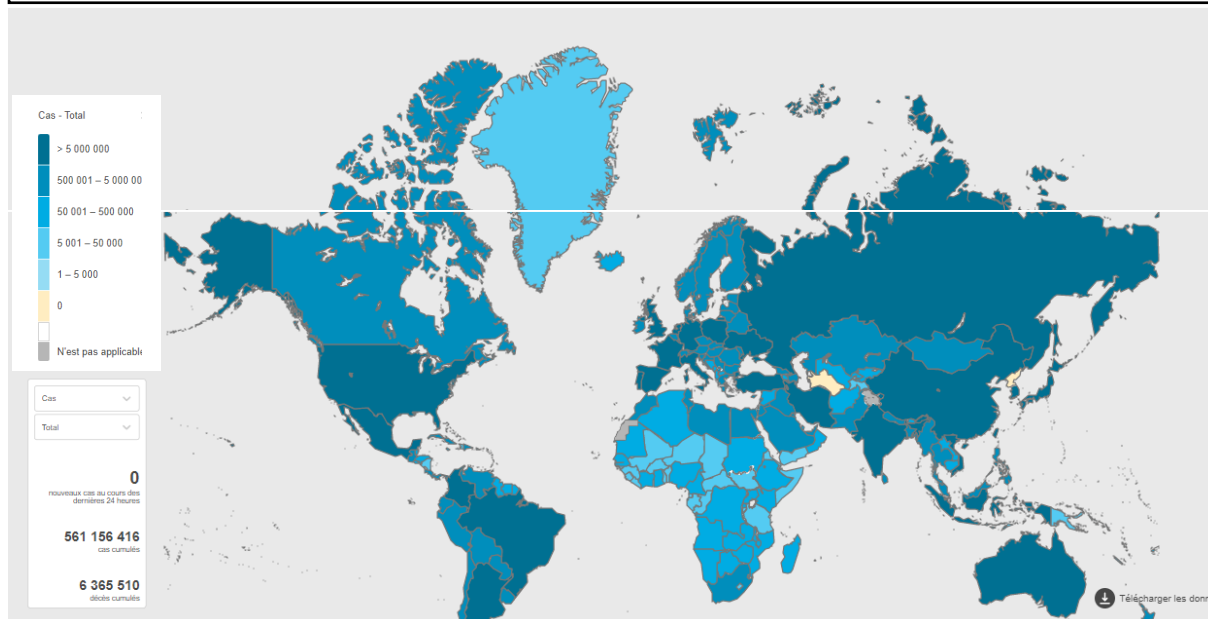 Cas - Total
> 5 000 000
500 001 – 5 000 00
50 001 – 500 000
5 001 – 50 000
1 – 5 000
0
N'est pas applicable
Cas
Total
0
nouveaux cas au cours des
dernières 24 heures
561 156 416
cas cumulés
6 365 510
décès cumulés
Télécharger les donn